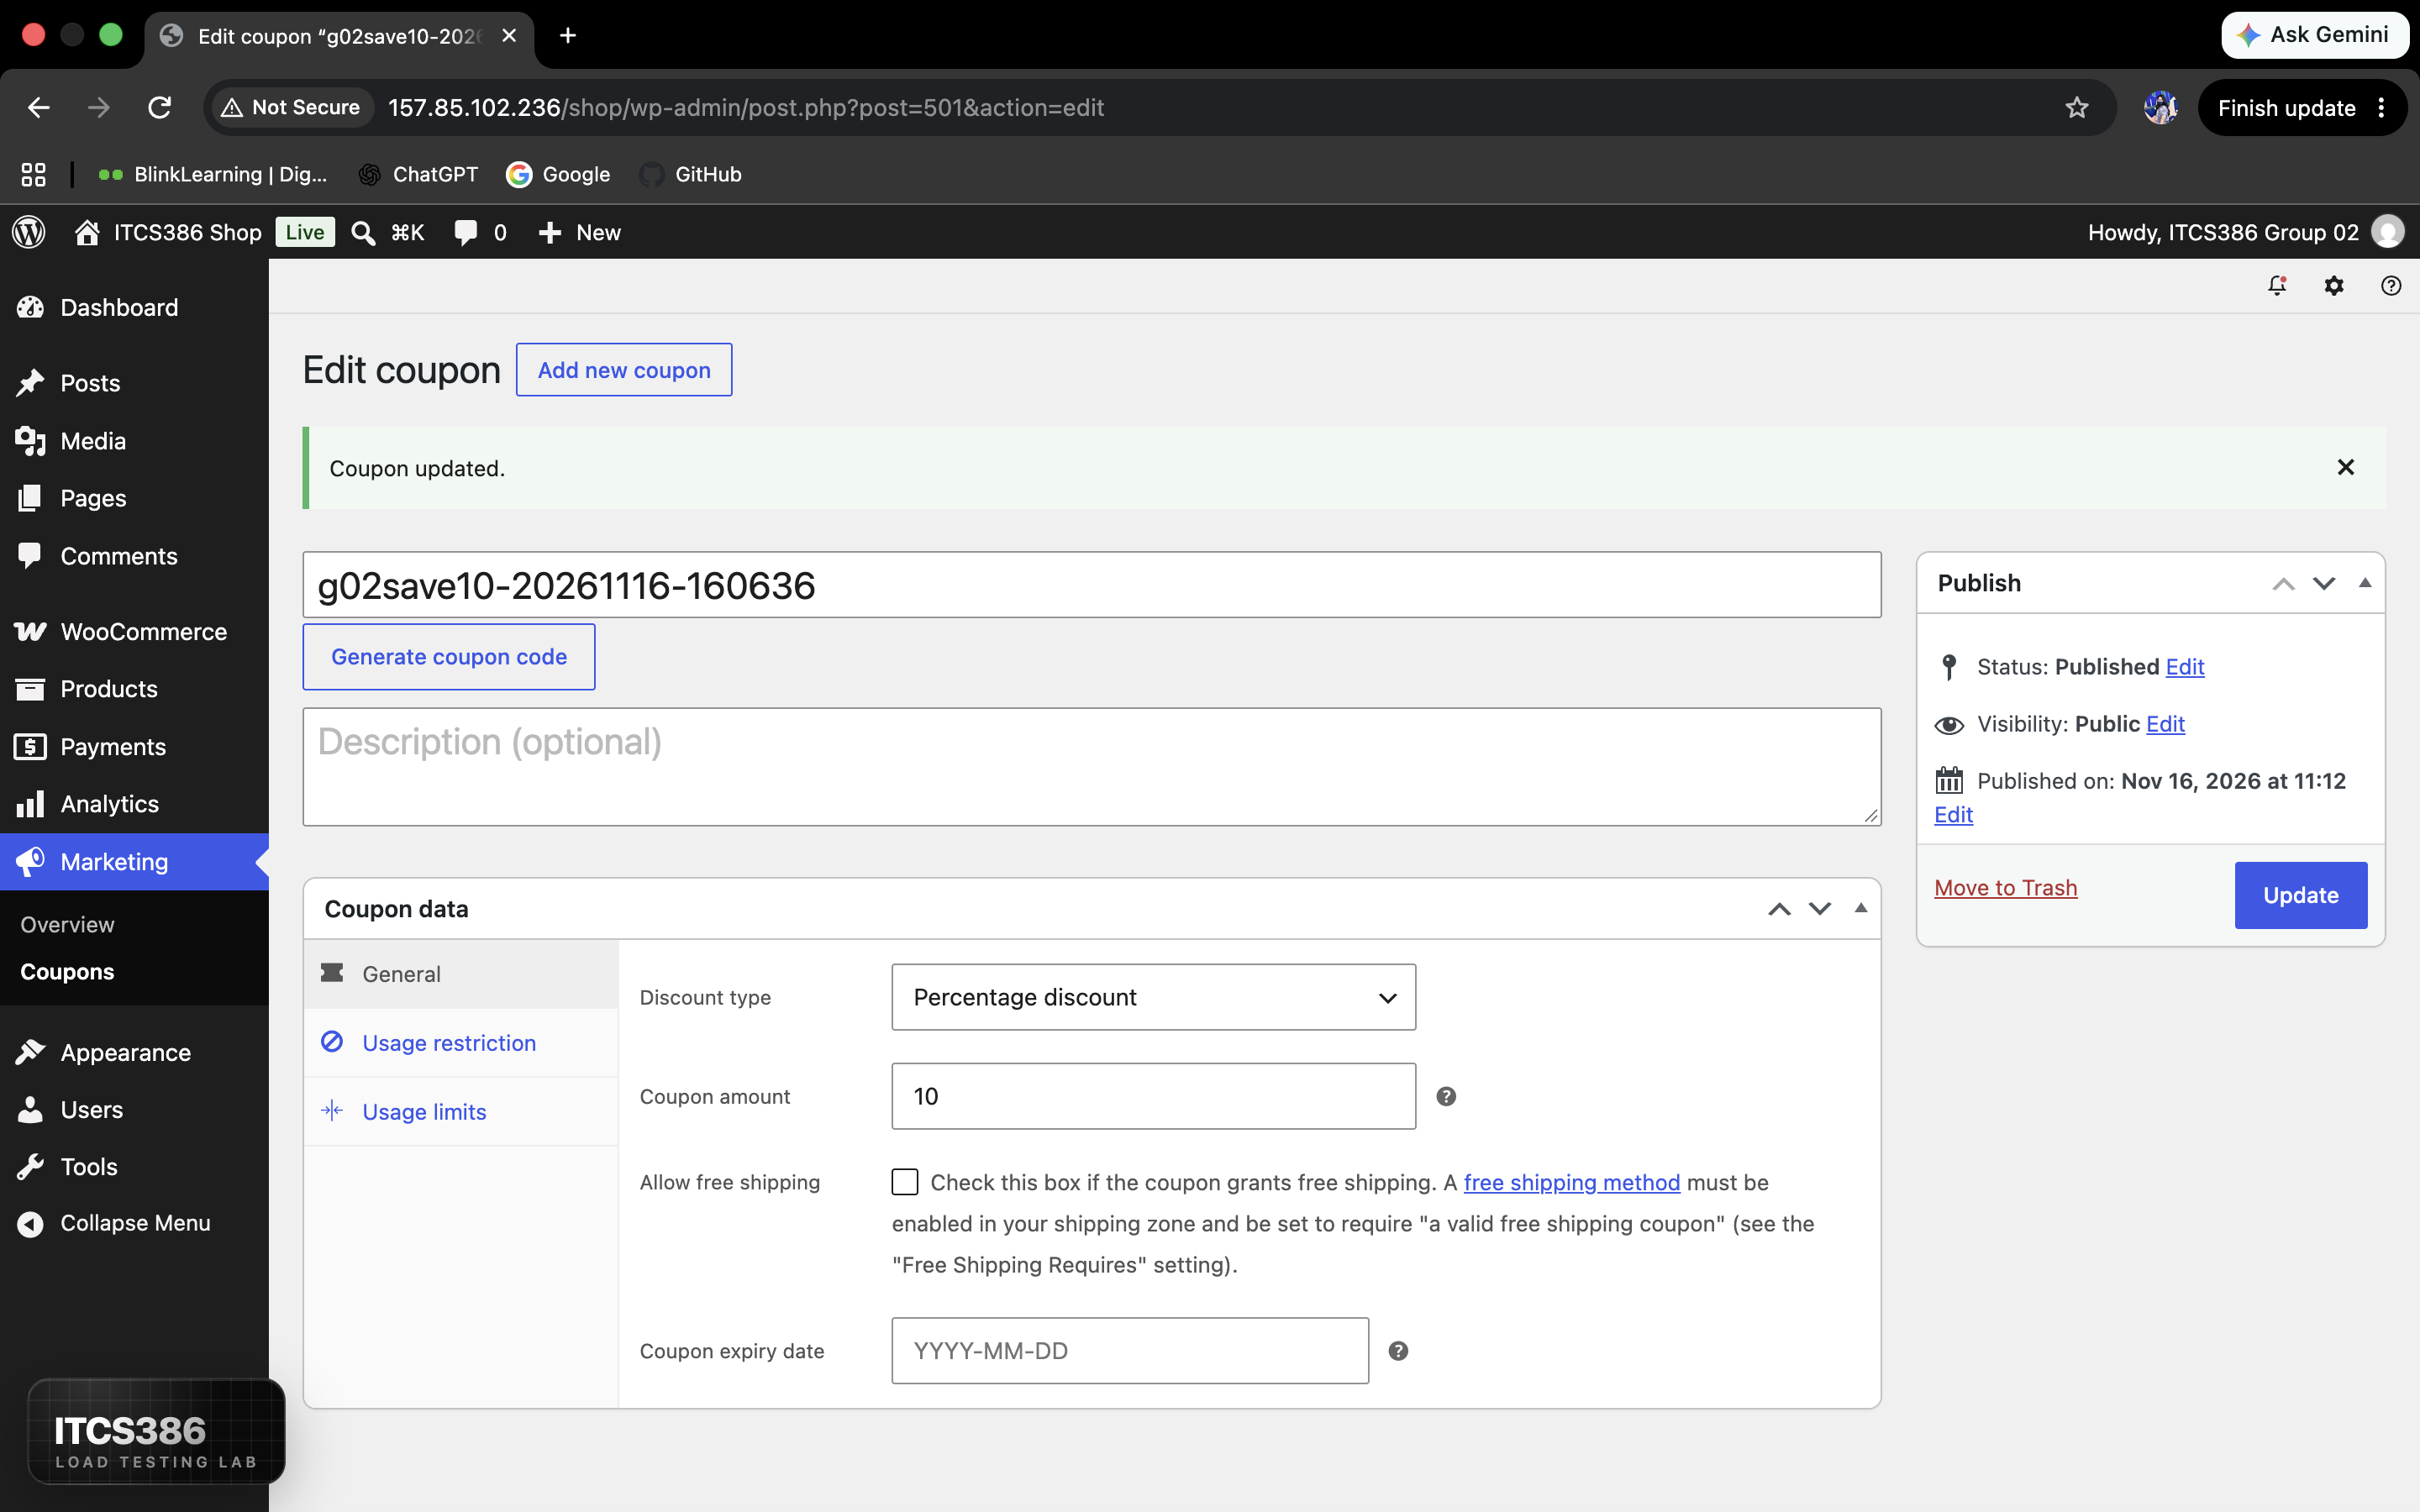 Edit coupon “g02save10-2026
Ask Gemini
Not Secure
157.85.102.236/shop/wp-admin/post.php?post=501&action=edit
Finish update
BlinkLearning | Dig...
ChatGPT
Google
GitHub
ITCS386 Shop
Live
⌘K
0
New
Howdy, ITCS386 Group 02
Dashboard
Posts
Media
Pages
Comments
WooCommerce
Products
Payments
Analytics
Marketing
Overview
Coupons
Appearance
Users
Tools
Collapse Menu
ITCS386
LOAD TESTING LAB
Edit coupon
Add new coupon
Coupon updated.
g02save10-20261116-160636
Generate coupon code
Description (optional)
Coupon data
General
Usage restriction
Usage limits
Discount type
Percentage discount
Coupon amount
10
Allow free shipping
Check this box if the coupon grants free shipping. A free shipping method must be
enabled in your shipping zone and be set to require "a valid free shipping coupon" (see the
"Free Shipping Requires" setting).
Coupon expiry date
YYYY-MM-DD
Publish
Status: Published Edit
Visibility: Public Edit
Published on: Nov 16, 2026 at 11:12
Edit
Move to Trash
Update